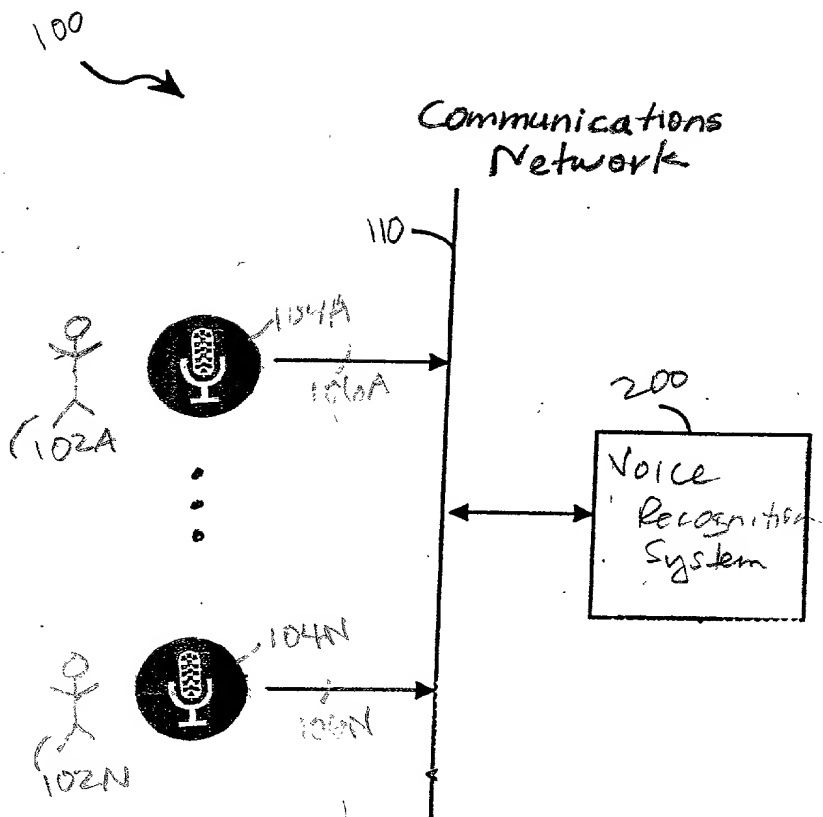 100
Communications
Network
110
104A
106A
102A
200
Voice
Recognition
System
104N
106N
102N